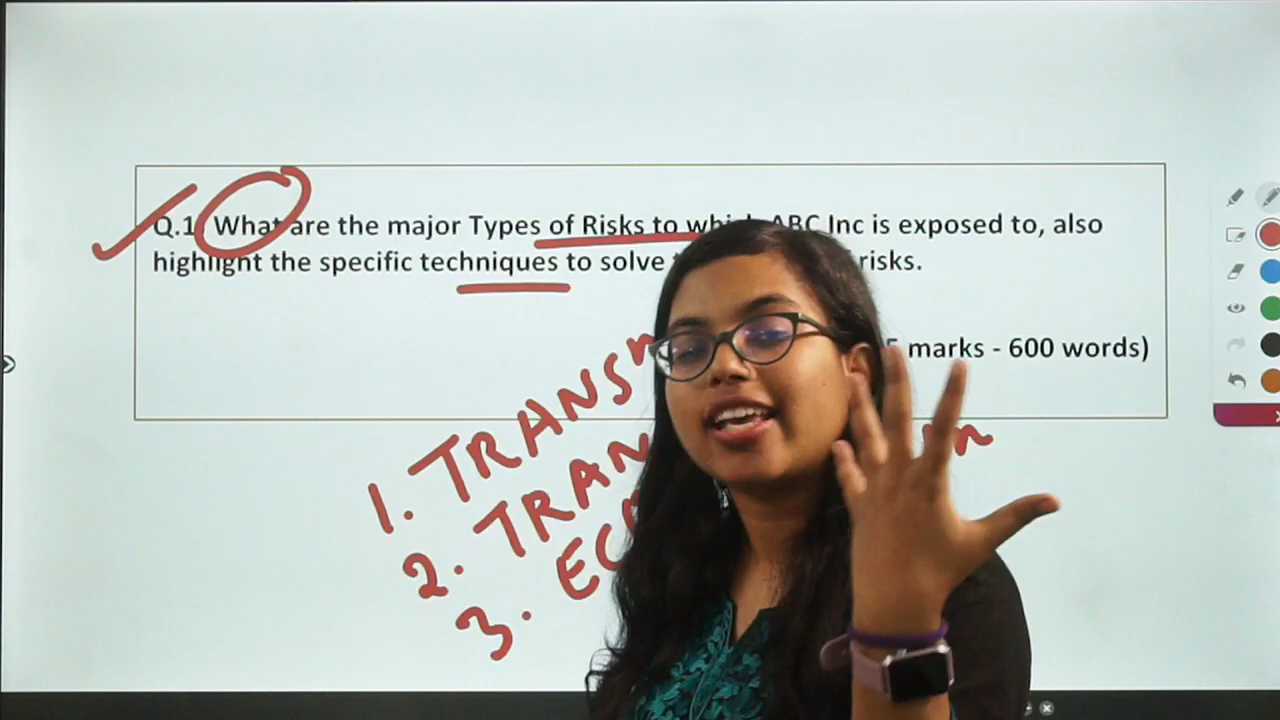 Q.1 What are the major Types of Risks to which ABC Inc is exposed to, also
highlight the specific techniques to solve risks.
marks - 600 words)
1. TRANS
2. TRAN
3. EC